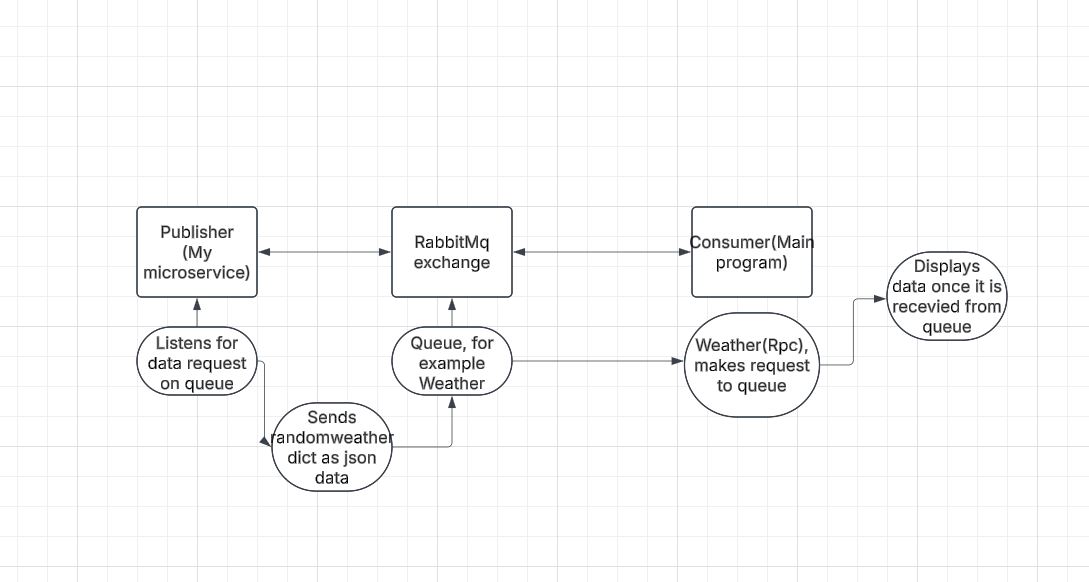 Publisher
(My
microservice)
RabbitMq
exchange
Consumer(Main
program)
Displays
data once it is
recevied from
queue
Listens for
data request
on queue
Queue, for
example
Weather
Weather(Rpc),
makes request
to queue
Sends
randomweather
dict as json
data